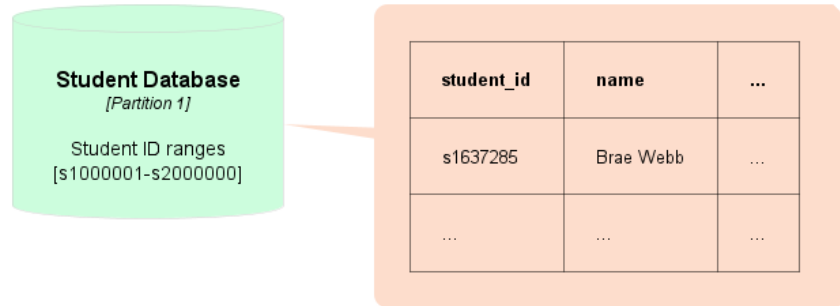 Student Database
[Partition 1]
Student ID ranges
[s1000001-s2000000]
student_id name ...
s1637285 Brae Webb ...
... ... ...